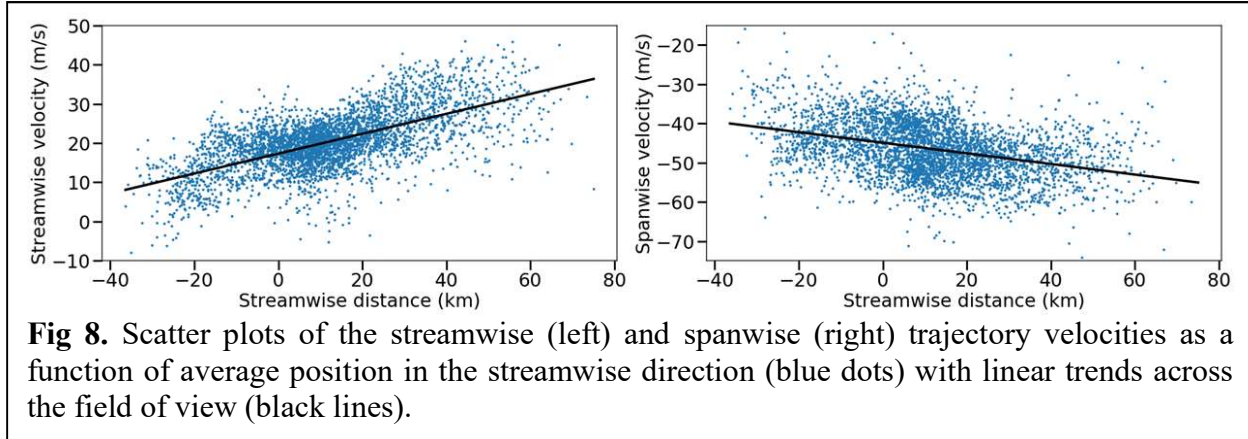 50
40
30
20
10
0
−10
Streamwise velocity (m/s)
−40 −20 0 20 40 60 80
Streamwise distance (km)
−20
−30
−40
−50
−60
−70
Spanwise velocity (m/s)
−40 −20 0 20 40 60 80
Streamwise distance (km)
Fig 8. Scatter plots of the streamwise (left) and spanwise (right) trajectory velocities as a
function of average position in the streamwise direction (blue dots) with linear trends across
the field of view (black lines).